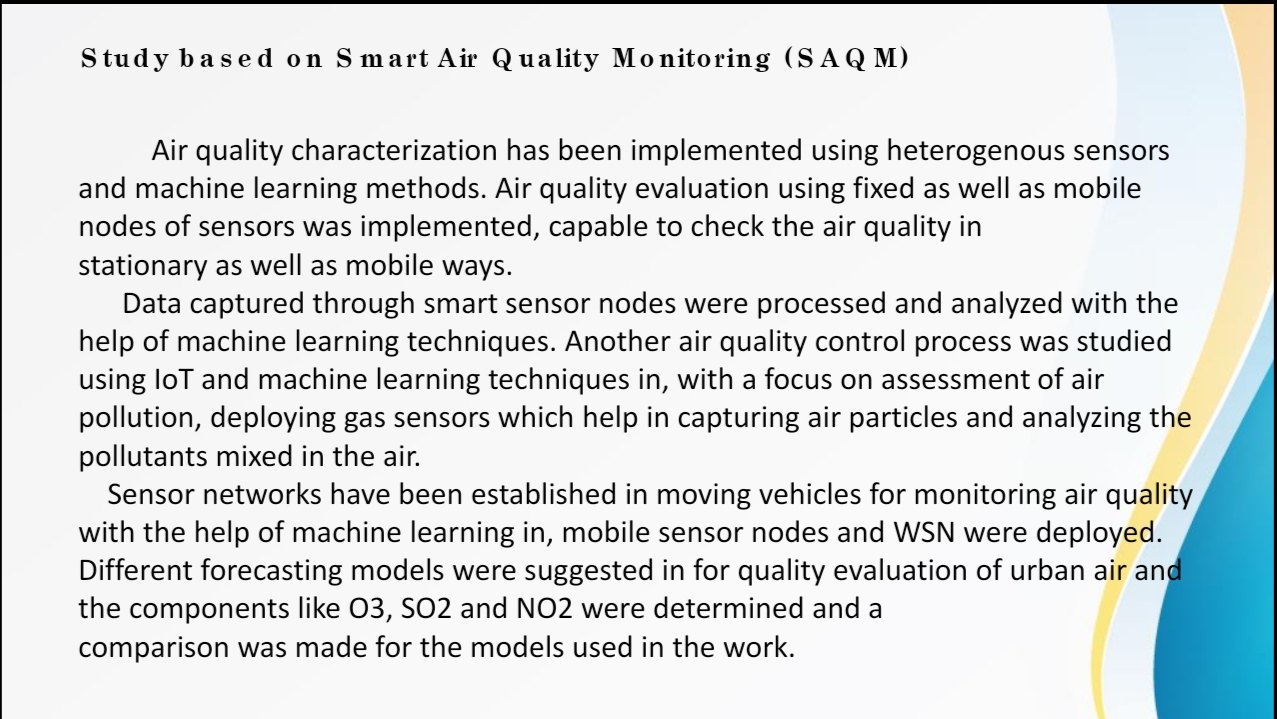 Study based on Smart Air Quality Monitoring (SAQM)
Air quality characterization has been implemented using heterogenous sensors
and machine learning methods. Air quality evaluation using fixed as well as mobile
nodes of sensors was implemented, capable to check the air quality in
stationary as well as mobile ways.
Data captured through smart sensor nodes were processed and analyzed with the
help of machine learning techniques. Another air quality control process was studied
using IoT and machine learning techniques in, with a focus on assessment of air
pollution, deploying gas sensors which help in capturing air particles and analyzing the
pollutants mixed in the air.
Sensor networks have been established in moving vehicles for monitoring air quality
with the help of machine learning in, mobile sensor nodes and WSN were deployed.
Different forecasting models were suggested in for quality evaluation of urban air and
the components like O3, SO2 and NO2 were determined and a
comparison was made for the models used in the work.